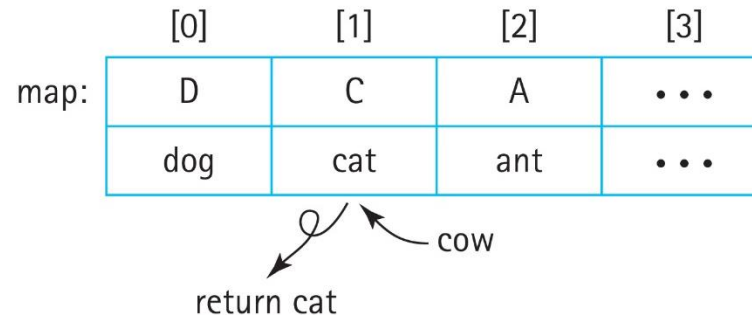 [0] [1] [2] [3]
map: D C A •••
dog cat ant •••
cow
return cat